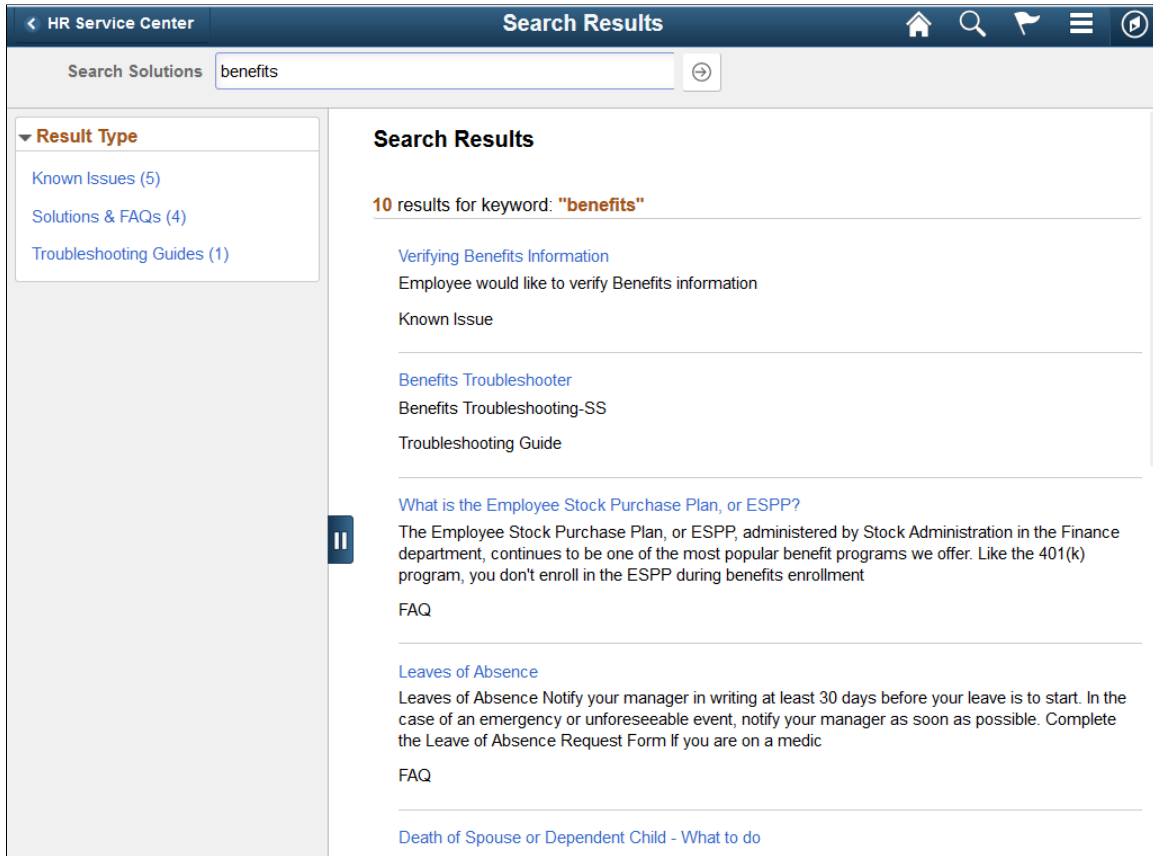 HR Service Center
Search Results
Search Solutions
benefits
Result Type
Known Issues (5)
Solutions & FAQs (4)
Troubleshooting Guides (1)
Search Results
10 results for keyword: "benefits"
Verifying Benefits Information
Employee would like to verify Benefits information
Known Issue
Benefits Troubleshooter
Benefits Troubleshooting-SS
Troubleshooting Guide
What is the Employee Stock Purchase Plan, or ESPP?
The Employee Stock Purchase Plan, or ESPP, administered by Stock Administration in the Finance
department, continues to be one of the most popular benefit programs we offer. Like the 401(k)
program, you don't enroll in the ESPP during benefits enrollment
FAQ
Leaves of Absence
Leaves of Absence Notify your manager in writing at least 30 days before your leave is to start. In the
case of an emergency or unforeseeable event, notify your manager as soon as possible. Complete
the Leave of Absence Request Form If you are on a medic
FAQ
Death of Spouse or Dependent Child - What to do